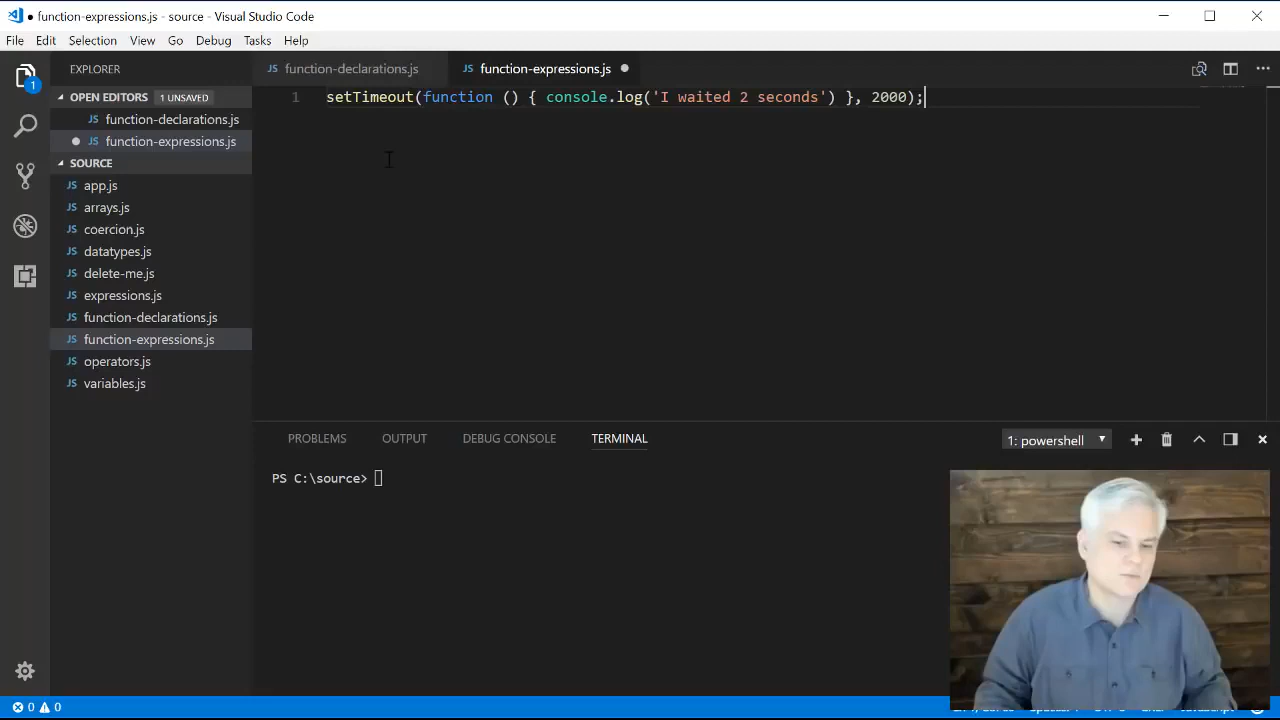 ● function-expressions.js - source - Visual Studio Code
File Edit Selection View Go Debug Tasks Help
EXPLORER
function-declarations.js
function-expressions.js
OPEN EDITORS 1 UNSAVED
function-declarations.js
function-expressions.js
SOURCE
app.js
arrays.js
coercion.js
datatypes.js
delete-me.js
expressions.js
function-declarations.js
function-expressions.js
operators.js
variables.js
1 setTimeout(function () { console.log('I waited 2 seconds') }, 2000);
PROBLEMS OUTPUT DEBUG CONSOLE TERMINAL
1: powershell
PS C:\source>
0 0